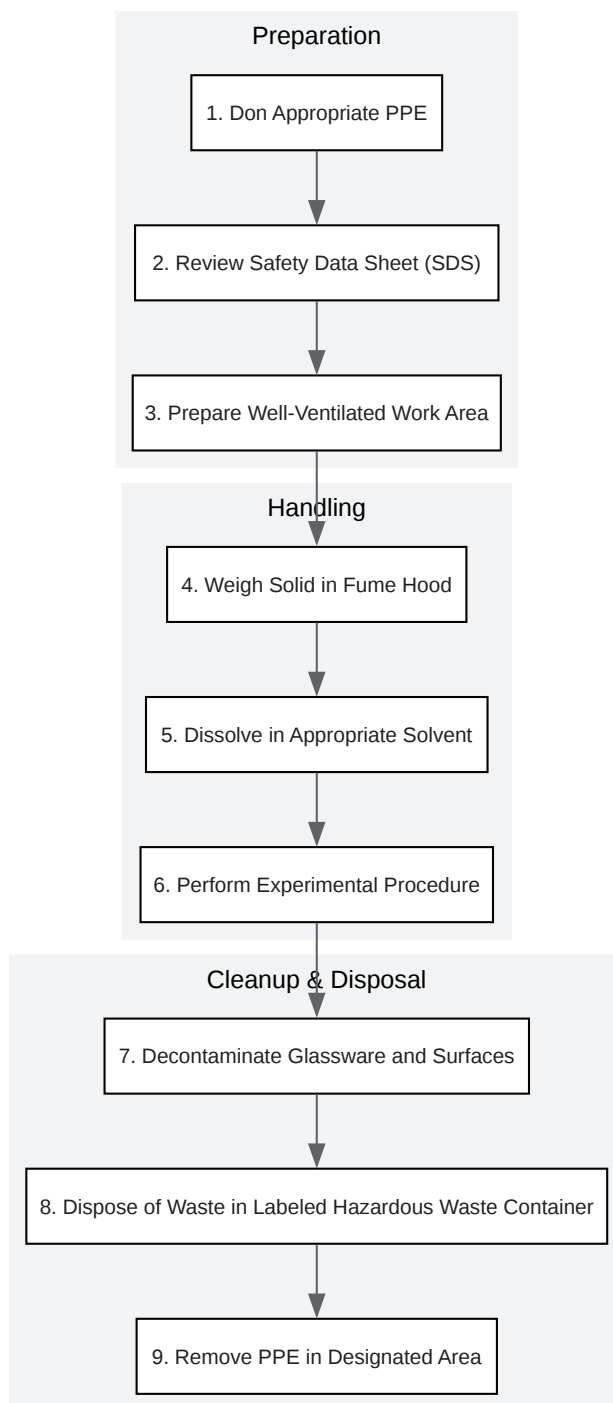 Preparation
1. Don Appropriate PPE
2. Review Safety Data Sheet (SDS)
3. Prepare Well-Ventilated Work Area
Handling
4. Weigh Solid in Fume Hood
5. Dissolve in Appropriate Solvent
6. Perform Experimental Procedure
Cleanup & Disposal
7. Decontaminate Glassware and Surfaces
8. Dispose of Waste in Labeled Hazardous Waste Container
9. Remove PPE in Designated Area